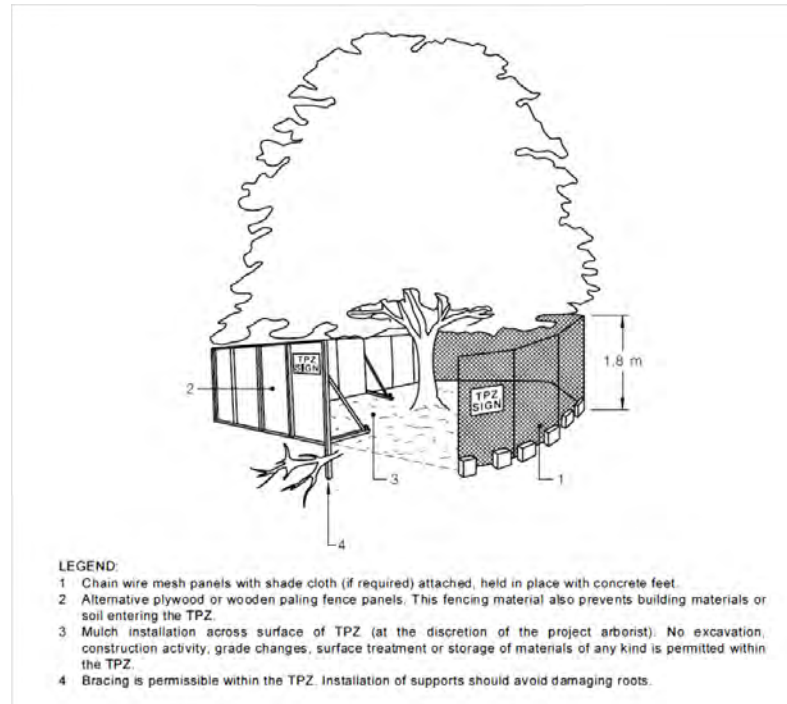 TPZ
SIGN
TPZ
SIGN
1.8 m
2
3
1
4
LEGEND:
1 Chain wire mesh panels with shade cloth (if required) attached, held in place with concrete feet.
2 Alternative plywood or wooden paling fence panels. This fencing material also prevents building materials or
soil entering the TPZ.
3 Mulch installation across surface of TPZ (at the discretion of the project arborist). No excavation,
construction activity, grade changes, surface treatment or storage of materials of any kind is permitted within
the TPZ.
4 Bracing is permissible within the TPZ. Installation of supports should avoid damaging roots.